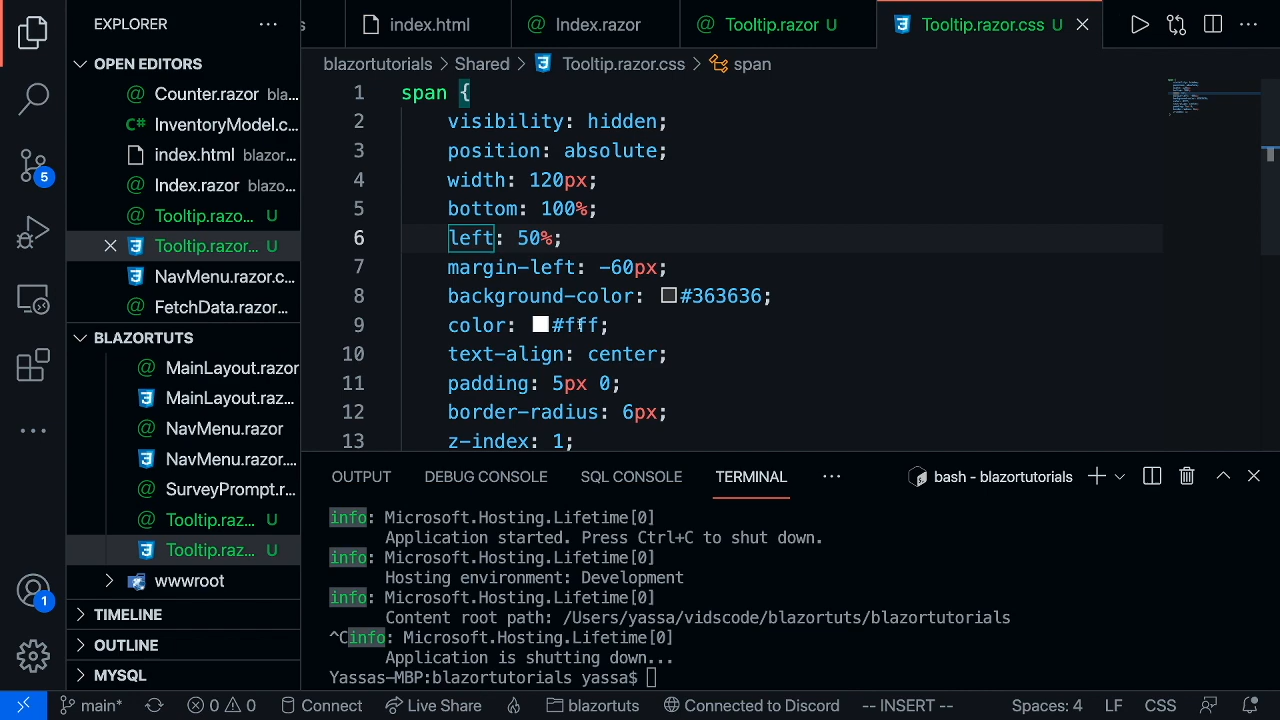 EXPLORER
s
index.html
Index.razor
Tooltip.razor U
Tooltip.razor.css U
OPEN EDITORS
Counter.razor bla...
InventoryModel.c...
index.html blazor...
Index.razor blazo...
Tooltip.razo... U
Tooltip.razor... U
NavMenu.razor.c...
FetchData.razor b...
BLAZORTUTS
MainLayout.razor
MainLayout.raz...
NavMenu.razor
NavMenu.razor....
SurveyPrompt.r...
Tooltip.raz... U
Tooltip.raz... U
wwwroot
TIMELINE
OUTLINE
MYSQL
5
1
blazortutorials > Shared > Tooltip.razor.css > span
1 span {
2 visibility: hidden;
3 position: absolute;
4 width: 120px;
5 bottom: 100%;
6 left: 50%;
7 margin-left: -60px;
8 background-color: #363636;
9 color: #fff;
10 text-align: center;
11 padding: 5px 0;
12 border-radius: 6px;
13 z-index: 1;
OUTPUT DEBUG CONSOLE SQL CONSOLE TERMINAL ... bash - blazortutorials
info: Microsoft.Hosting.Lifetime[0]
Application started. Press Ctrl+C to shut down.
info: Microsoft.Hosting.Lifetime[0]
Hosting environment: Development
info: Microsoft.Hosting.Lifetime[0]
Content root path: /Users/yassa/vidscode/blazortuts/blazortutorials
^Cinfo: Microsoft.Hosting.Lifetime[0]
Application is shutting down...
Yassas-MBP:blazortutorials yassa$
main* 0 0 Connect Live Share blazortuts Connected to Discord -- INSERT -- Spaces: 4 LF CSS